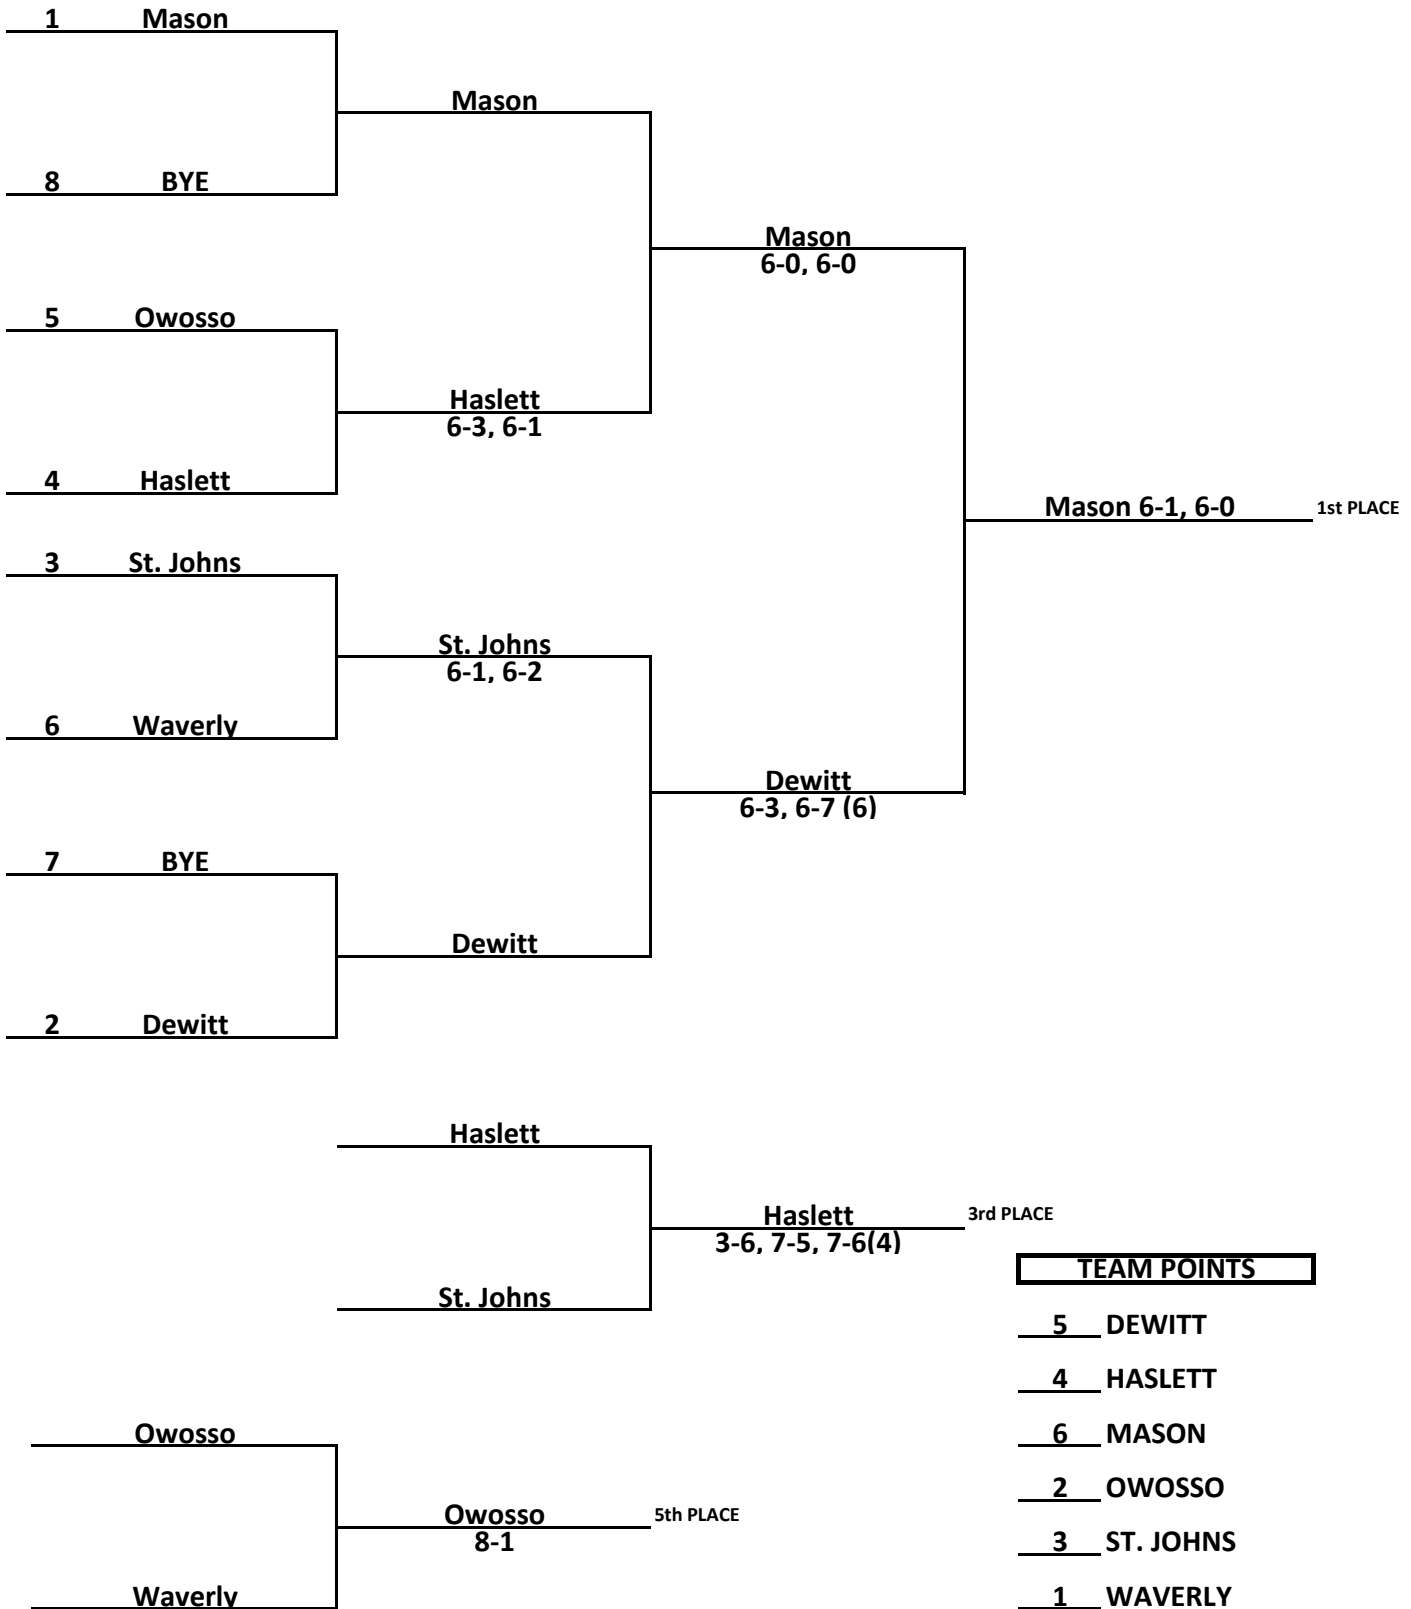 1 Mason
Mason
8 BYE
Mason
6-0, 6-0
5 Owosso
Haslett
6-3, 6-1
4 Haslett
Mason 6-1, 6-0 1st PLACE
3 St. Johns
St. Johns
6-1, 6-2
6 Waverly
Dewitt
6-3, 6-7 (6)
7 BYE
Dewitt
2 Dewitt
Haslett
Haslett 3rd PLACE
3-6, 7-5, 7-6(4)
St. Johns
TEAM POINTS
5 DEWITT
4 HASLETT
6 MASON
2 OWOSSO
3 ST. JOHNS
1 WAVERLY
Owosso
Owosso 5th PLACE
8-1
Waverly